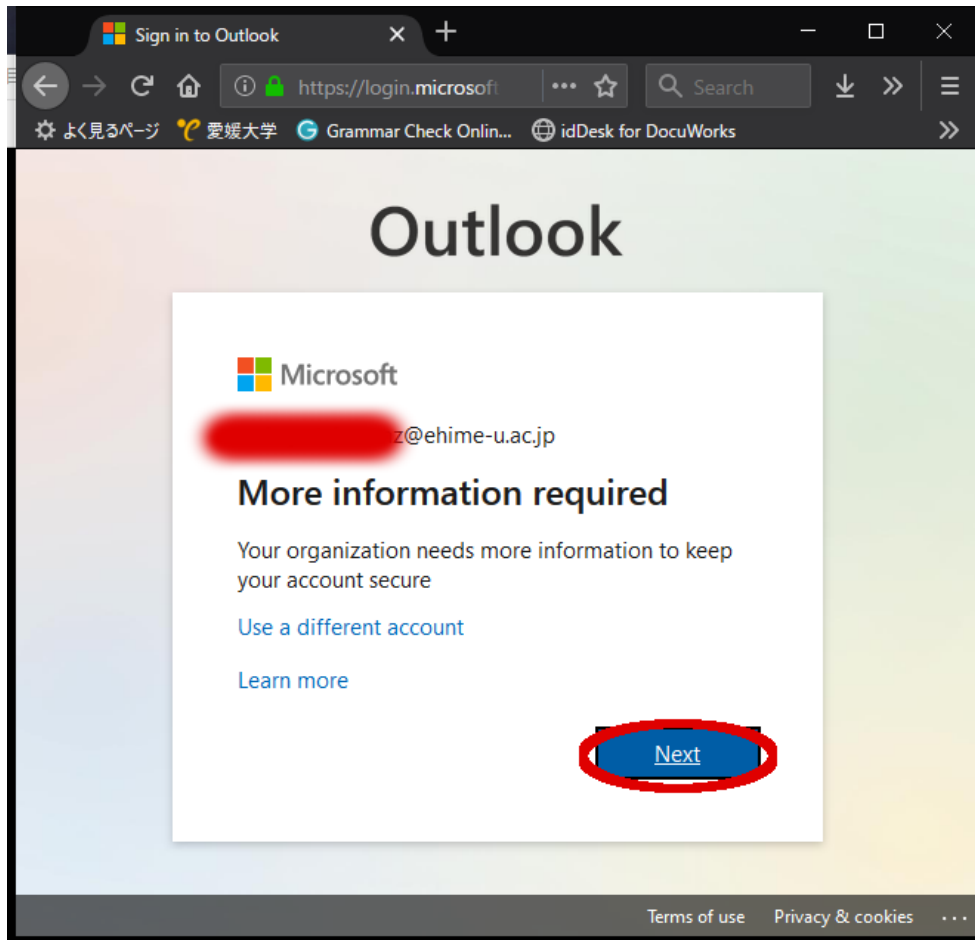 Sign in to Outlook
https://login.microsoft
Search
よく見るページ 愛媛大学 Grammar Check Onlin... idDesk for DocuWorks
Outlook
Microsoft
z@ehime-u.ac.jp
More information required
Your organization needs more information to keep
your account secure
Use a different account
Learn more
Next
Terms of use Privacy & cookies ...